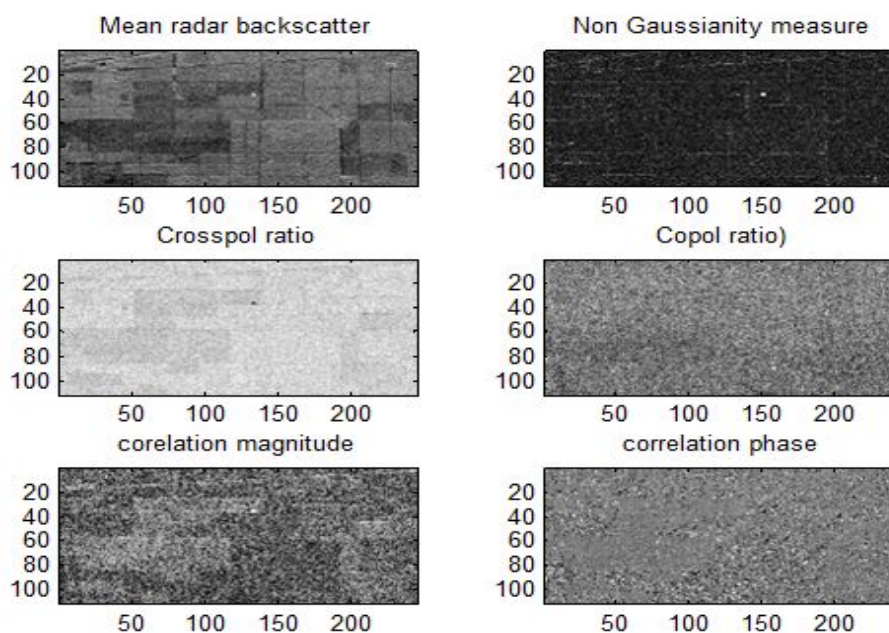 Mean radar backscatter
20
40
60
80
100
50 100 150 200
Non Gaussianity measure
20
40
60
80
100
50 100 150 200
Crosspol ratio
20
40
60
80
100
50 100 150 200
Copol ratio)
20
40
60
80
100
50 100 150 200
corelation magnitude
20
40
60
80
100
50 100 150 200
correlation phase
20
40
60
80
100
50 100 150 200